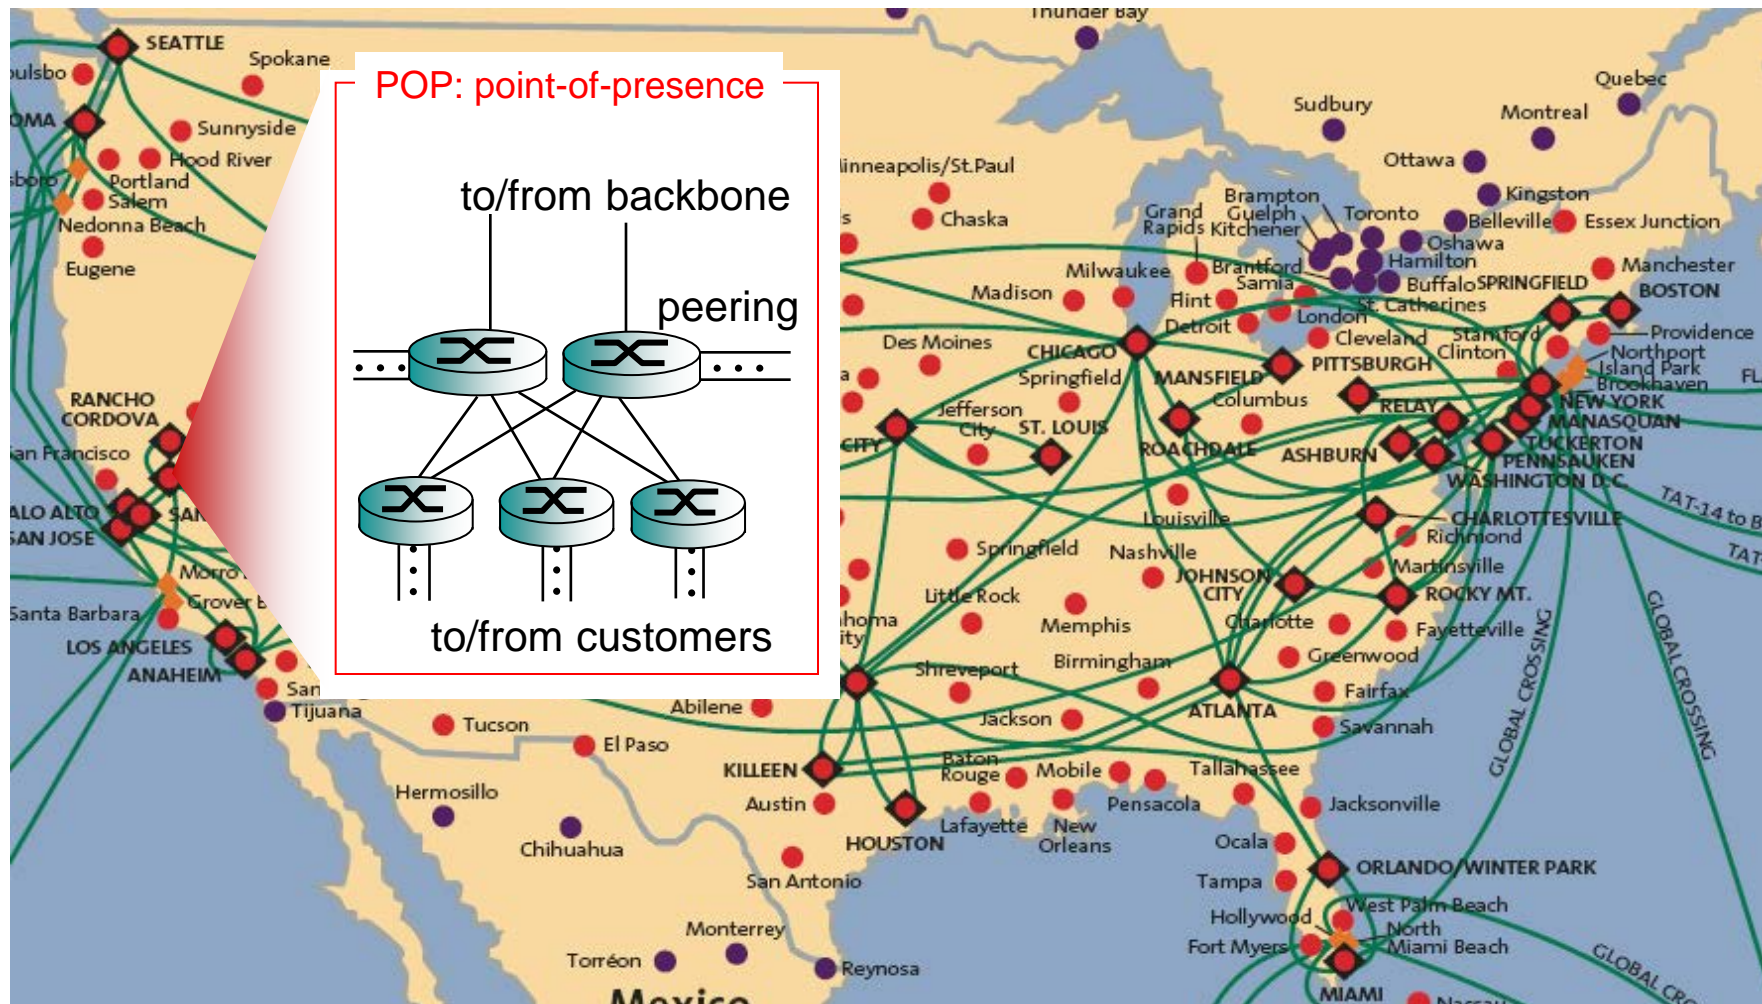 POP: point-of-presence
to/from backbone
peering
to/from customers
SEATTLE
Spokane
Sunnyside
Hood River
Portland
Salem
Nedonna Beach
Eugene
RANCHO
CORDOVA
SAN JOSE
Santa Barbara
LOS ANGELES
ANAHEIM
Tijuana
Tucson
El Paso
Hermosillo
Chihuahua
Monterrey
Torréon
Reynosa
Mexico
Thunder Bay
Chaska
Madison
Milwaukee
Grand
Rapids
Flint
Detroit
Des Moines
CHICAGO
Springfield
Jefferson
City
ST. LOUIS
CITY
MANSFIELD
Columbus
ROACHDALE
Louisville
Springfield
Nashville
Little Rock
Memphis
Shreveport
Birmingham
Abilene
Jackson
KILLEEN
Austin
HOUSTON
San Antonio
Baton
Rouge
Lafayette
New
Orleans
Mobile
Pensacola
Tallahassee
Jacksonville
Ocala
Tampa
ORLANDO/WINTER PARK
West Palm Beach
Hollywood
North
Miami Beach
Fort Myers
MIAMI
Nassau
ATLANTA
Savannah
Fairfax
Greenwood
Charlotte
Fayetteville
JOHNSON
CITY
ROCKY MT.
Martinsville
Richmond
CHARLOTTESVILLE
WASHINGTON D.C.
ASHBURN
RELAY
PENNSAUKEN
TUCKERTON
MANASQUAN
NEW YORK
Brookhaven
Island Park
Northport
Providence
Stamford
Clinton
PITTSBURGH
Cleveland
London
St. Catherines
Buffalo
SPRINGFIELD
BOSTON
Manchester
Essex Junction
Hamilton
Oshawa
Belleville
Kingston
Toronto
Brampton
Guelph
Kitchener
Brantford
Sarnia
Ottawa
Montreal
Quebec
Sudbury
TAT-14 to
GLOBAL CROSSING
GLOBAL CROSSING
GLOBAL